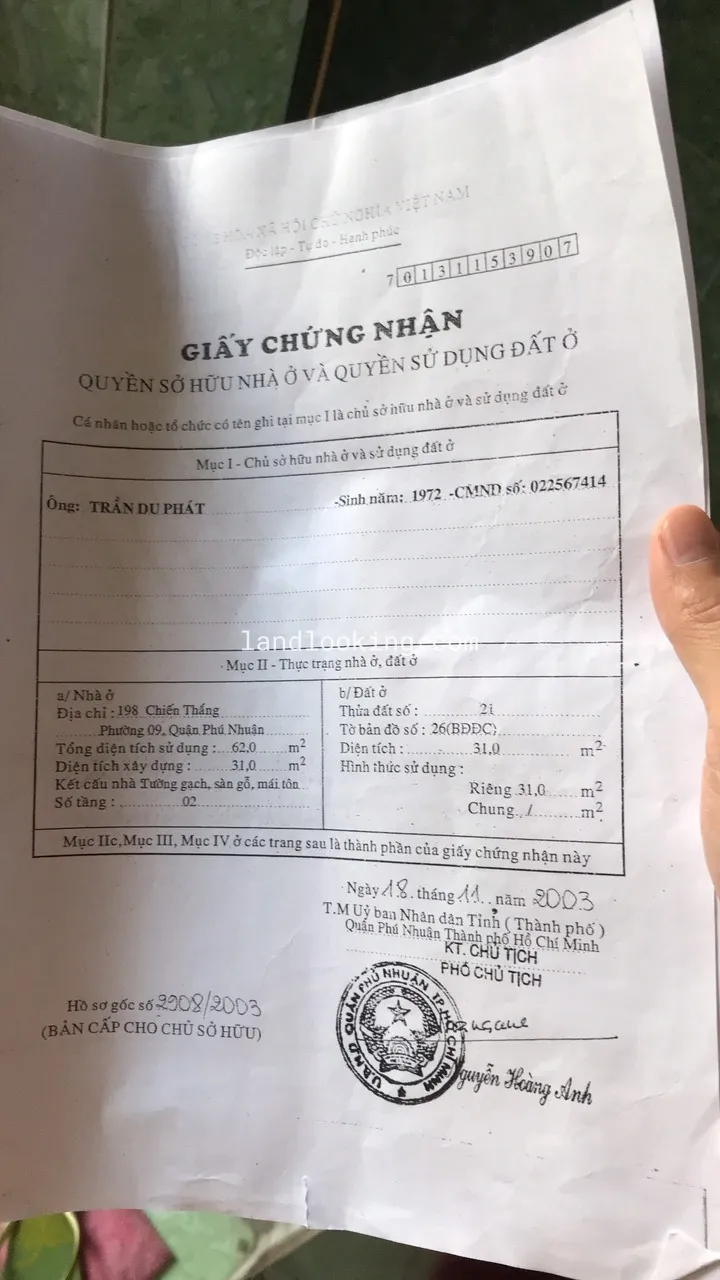 HÒA XÃ HỘI CHỦ NGHĨA VIỆT NAM
Độc lập - Tự do - Hạnh phúc
7 0 1 3 1 1 5 3 9 0 7
GIẤY CHỨNG NHẬN
QUYỀN SỞ HỮU NHÀ Ở VÀ QUYỀN SỬ DỤNG ĐẤT Ở
Cá nhân hoặc tổ chức có tên ghi tại mục I là chủ sở hữu nhà ở và sử dụng đất ở
Mục I - Chủ sở hữu nhà ở và sử dụng đất ở
Ông: TRẦN DU PHÁT -Sinh năm: 1972 -CMND số: 022567414
landlooking.com
Mục II - Thực trạng nhà ở, đất ở
a/ Nhà ở
Địa chỉ : 198 Chiến Thắng
Phường 09, Quận Phú Nhuận
Tổng diện tích sử dụng : 62,0 m2
Diện tích xây dựng : 31,0 m2
Kết cấu nhà Tường gạch, sàn gỗ, mái tôn
Số tầng : 02
b/ Đất ở
Thửa đất số :
Tờ bản đồ số : 26(BĐĐC)
Diện tích : 31,0 m2
Hình thức sử dụng :
Riêng 31,0 m2
Chung / m2
Mục IIc, Mục III, Mục IV ở các trang sau là thành phần của giấy chứng nhận này
Ngày 18 tháng 11 năm 2003
T.M Uỷ ban Nhân dân Tỉnh ( Thành phố )
Quận Phú Nhuận Thành phố Hồ Chí Minh
KT. CHỦ TỊCH
PHÓ CHỦ TỊCH
U.B.N.D QUẬN PHÚ NHUẬN T.P HỒ CHÍ MINH
Nguyễn Hoàng Anh
Hồ sơ gốc số 2908/2003
(BẢN CẤP CHO CHỦ SỞ HỮU)